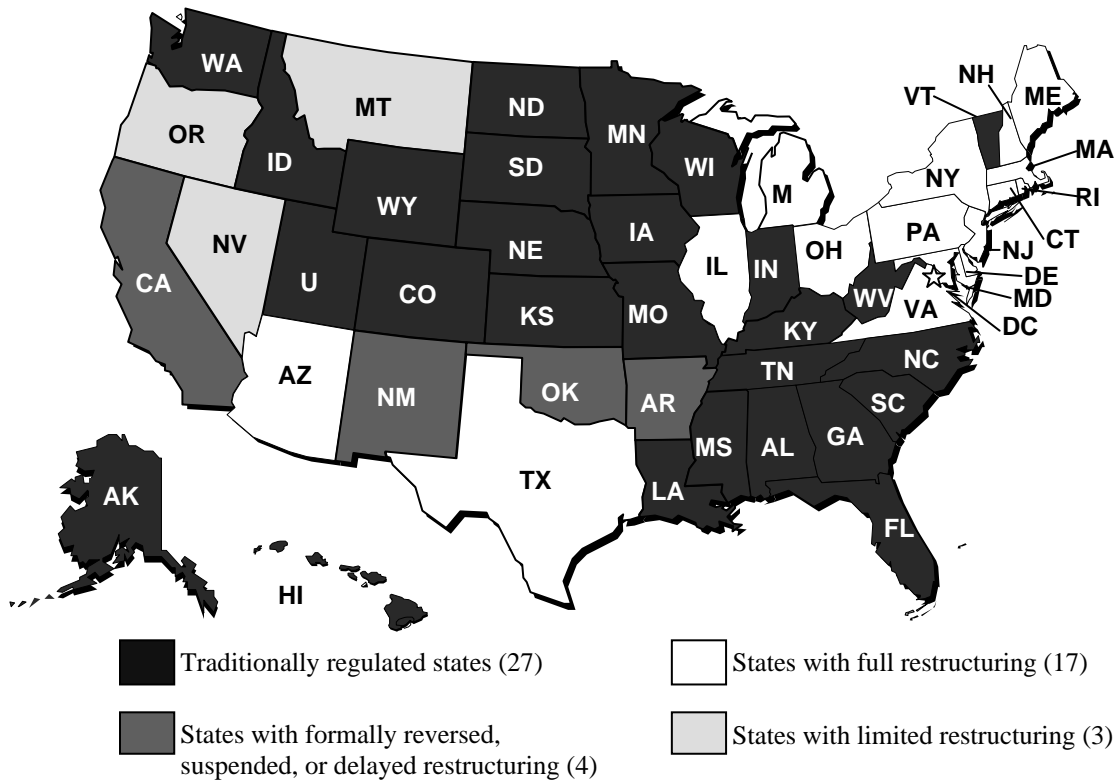 WA
MT
ND
MN
OR
ID
SD
WI
WY
M
NH
ME
VT
MA
NY
RI
CT
NV
NE
IA
PA
NJ
CA
U
CO
IL
IN
OH
DE
WV
MD
VA
DC
KS
MO
KY
AZ
NM
OK
AR
TN
NC
SC
MS
AL
GA
TX
LA
FL
AK
HI
Traditionally regulated states (27)
States with full restructuring (17)
States with formally reversed,
suspended, or delayed restructuring (4)
States with limited restructuring (3)